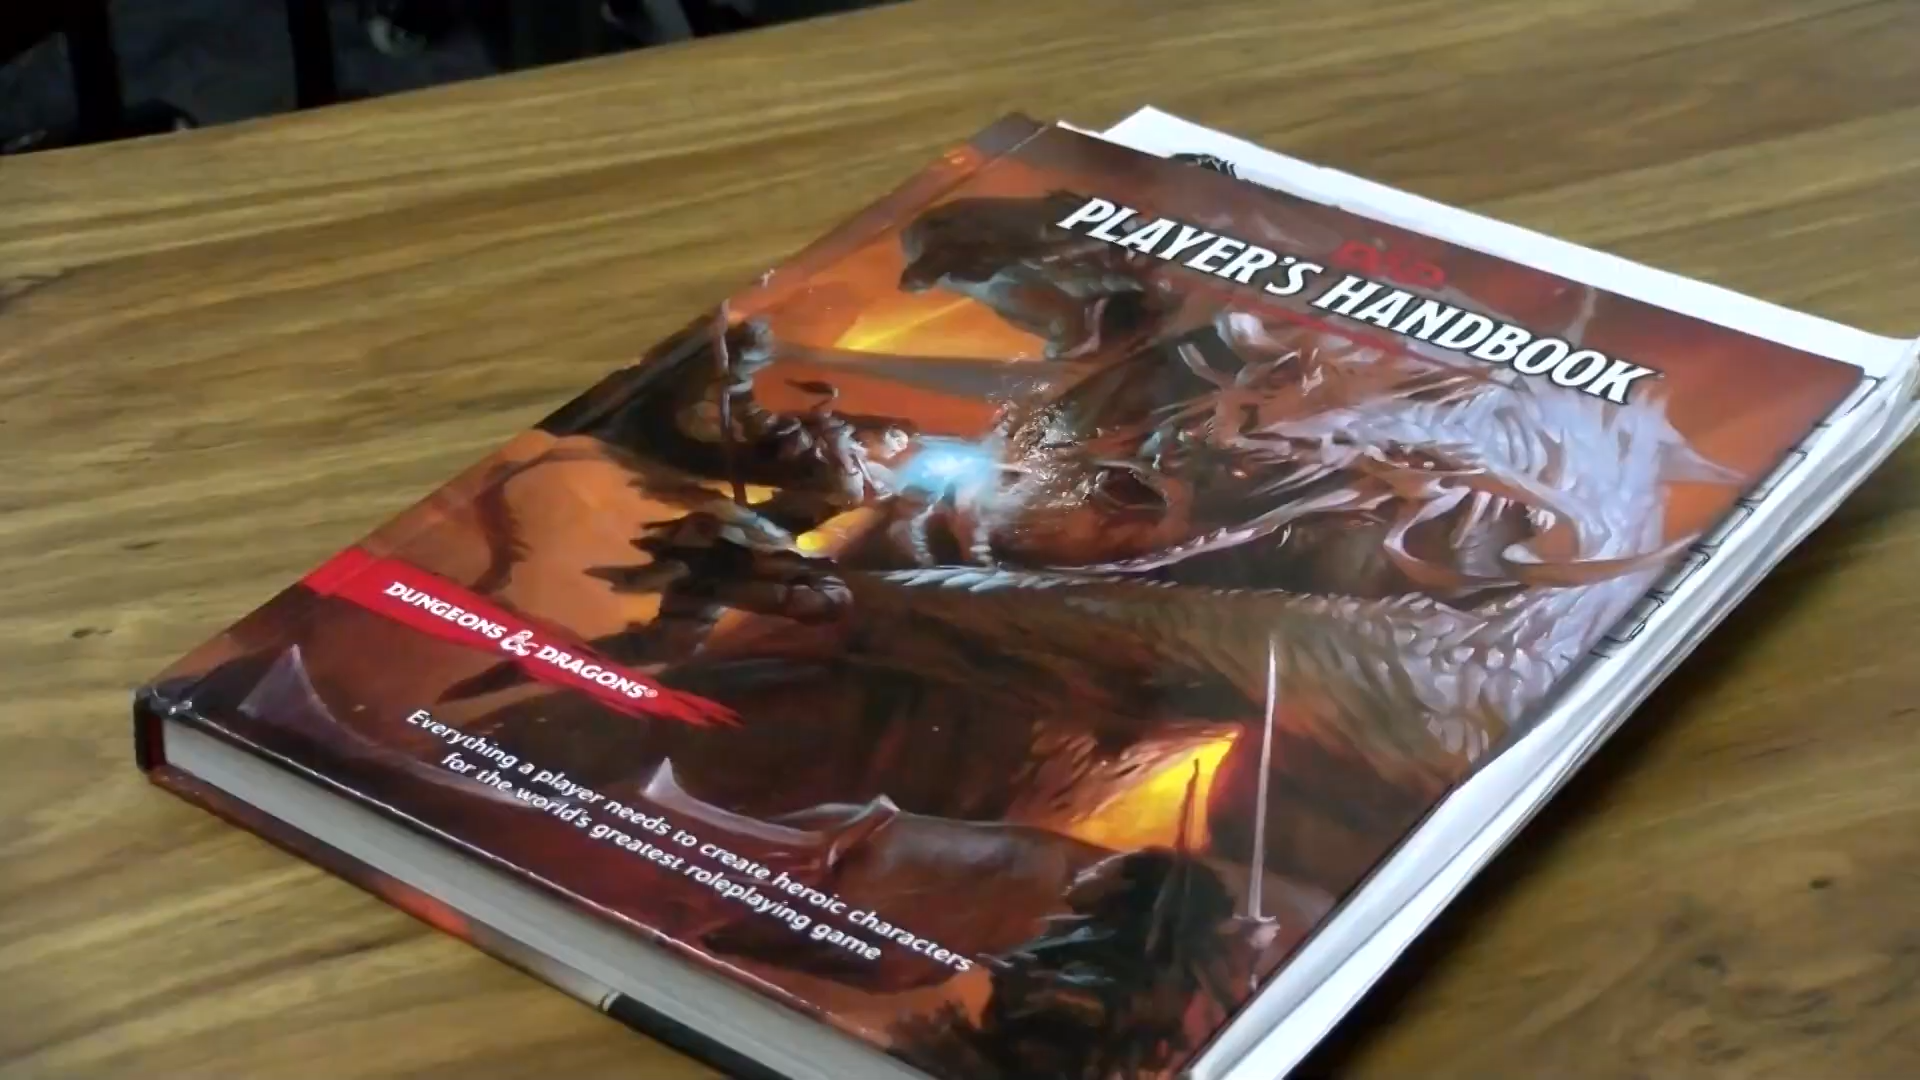 D&D
PLAYER'S HANDBOOK
DUNGEONS & DRAGONS®
Everything a player needs to create heroic characters
for the world's greatest roleplaying game